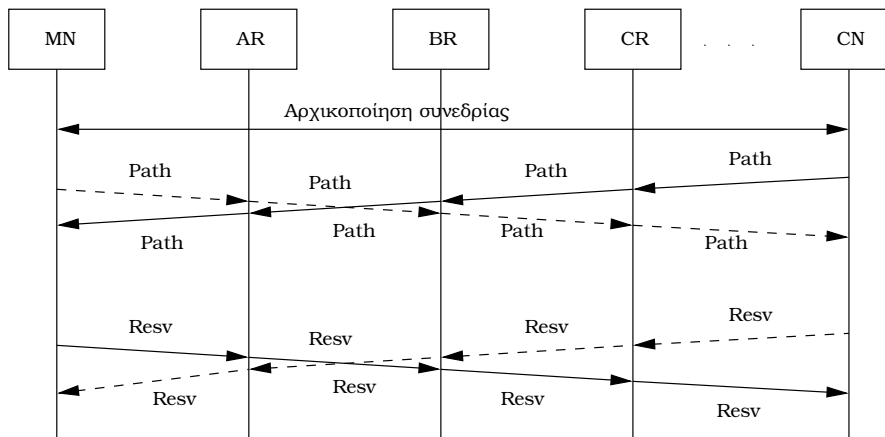 MN AR BR CR . . . CN
Αρχικοποίηση συνεδρίας
Path Path Path Path
Path Path Path Path
Resv Resv Resv Resv
Resv Resv Resv Resv